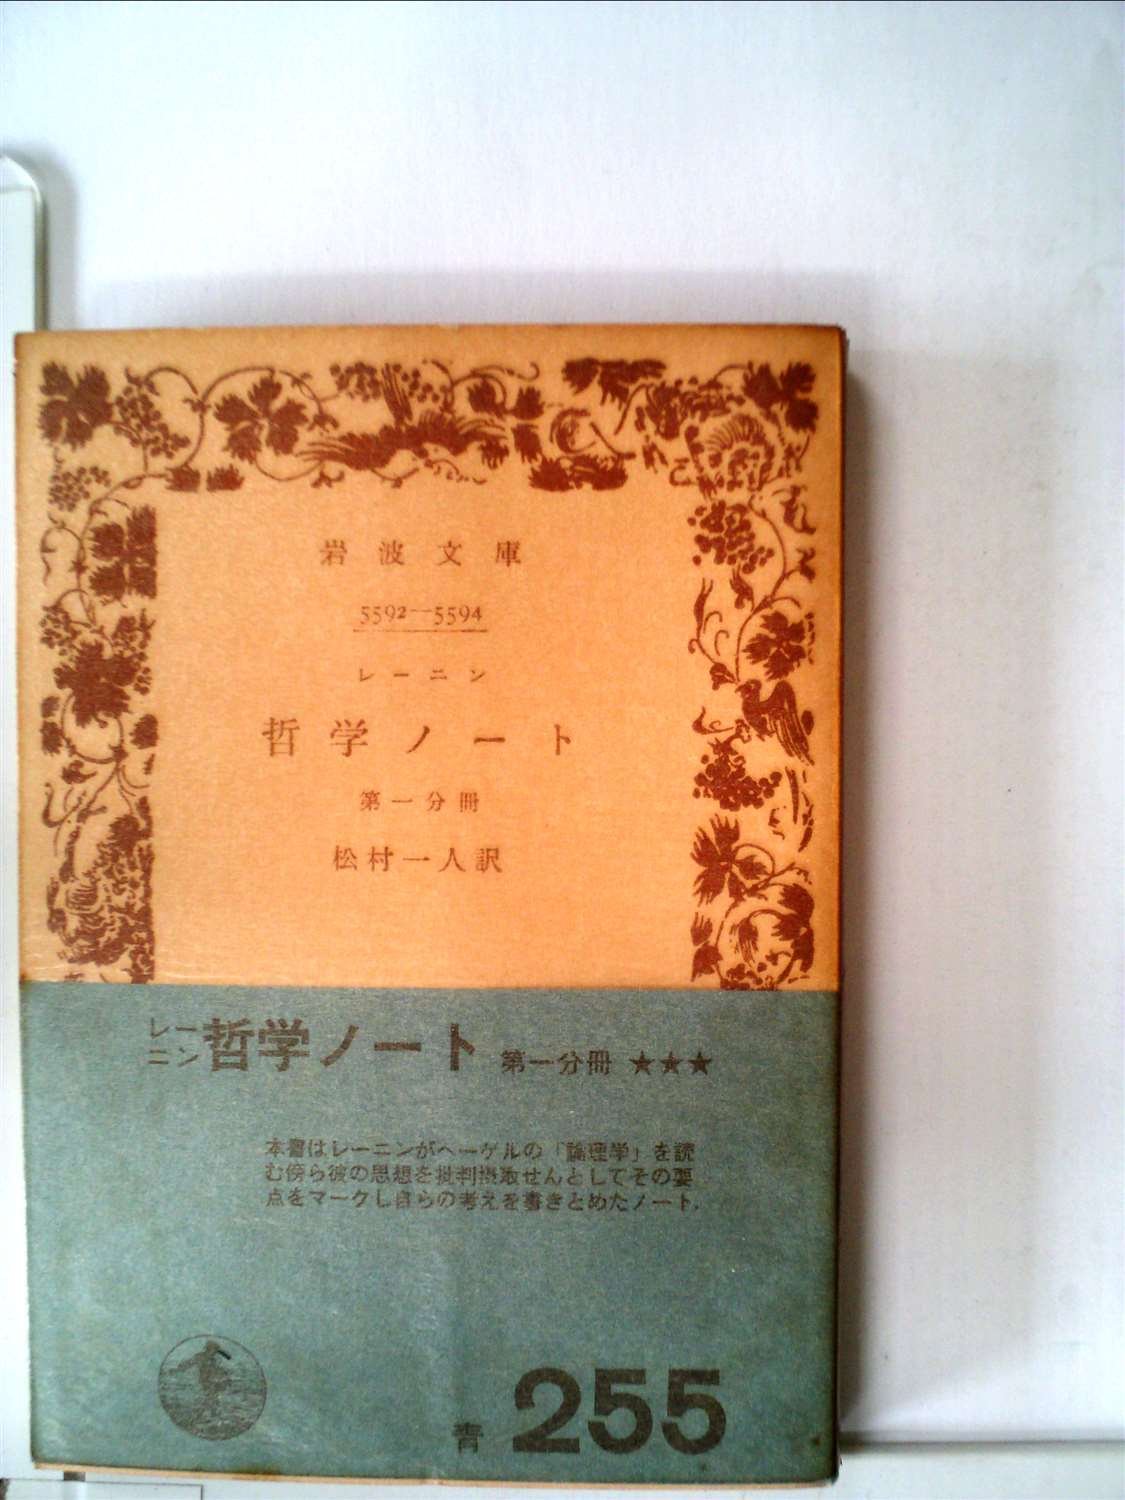 岩波文庫
5592—5594
レーニン
哲学ノート
第一分冊
松村一人訳
レーニン 哲学ノート 第一分冊 ★★★
本書はレーニンがヘーゲルの「論理学」を読
む傍ら彼の思想を批判摂取せんとしてその要
点をマークし自らの考えを書きとめたノート.
青 255